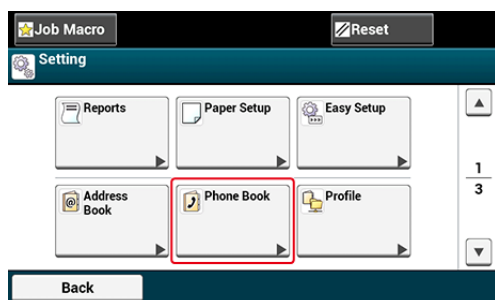 Job Macro
Reset
Setting
Reports
Paper Setup
Easy Setup
1
3
Address
Book
Phone Book
Profile
Back